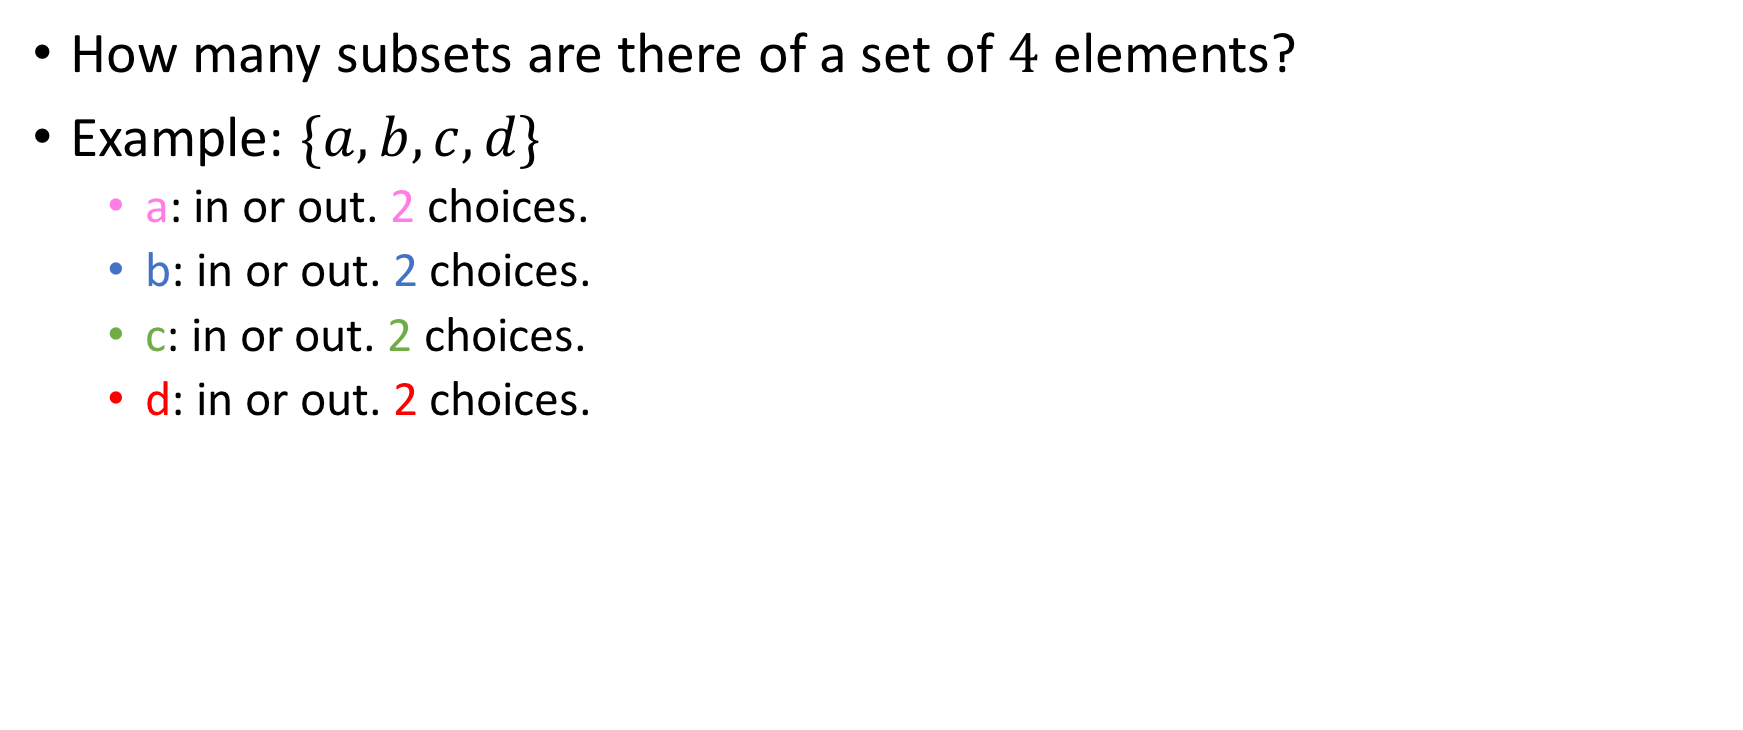 • How many subsets are there of a set of 4 elements?
• Example: {a, b, c, d}
• a: in or out. 2 choices.
• b: in or out. 2 choices.
• c: in or out. 2 choices.
• d: in or out. 2 choices.